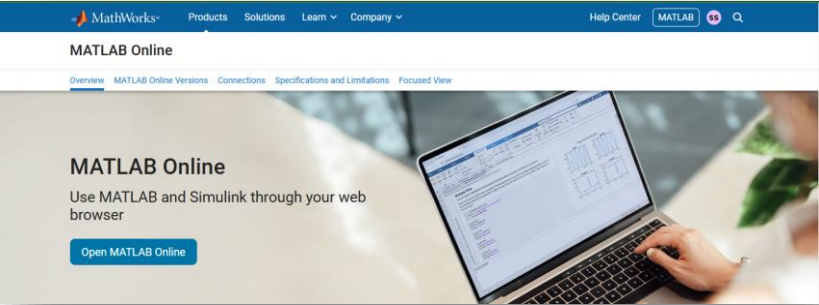 MathWorks®
Products Solutions Learn Company
Help Center MATLAB SS
MATLAB Online
Overview MATLAB Online Versions Connections Specifications and Limitations Focused View
MATLAB Online
Use MATLAB and Simulink through your web
browser
Open MATLAB Online